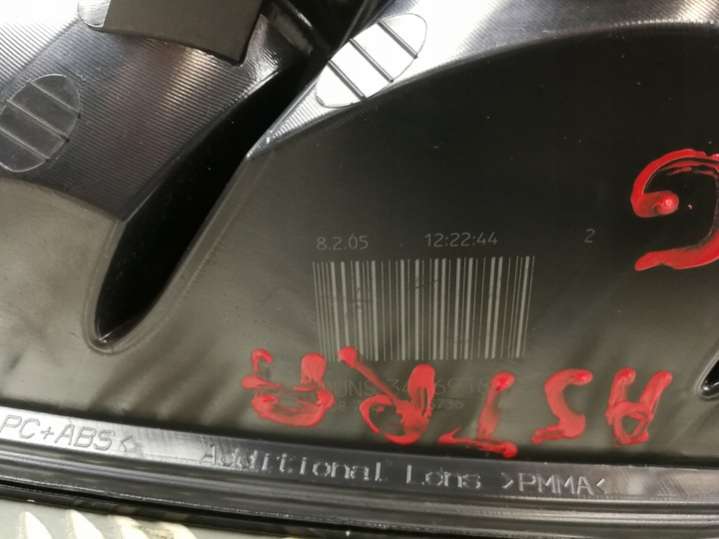 8.2.05 12:22:44 2
ASTRA
PC+ABS<
Additional Lens >PMMA<